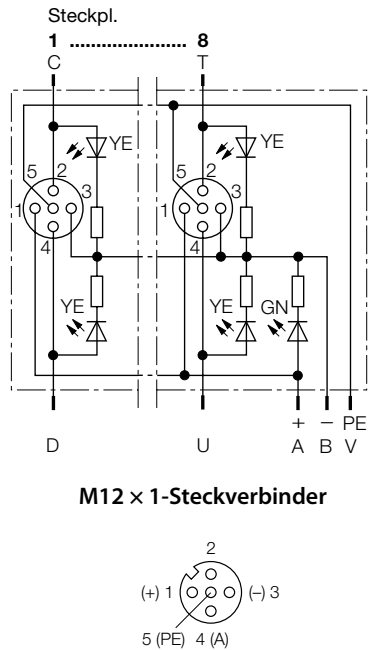 Steckpl.
1 ..................... 8
C T
YE YE
5 2 3 5 2 3
1 1
4 4
YE YE GN
+ − PE
D U A B V
M12 × 1-Steckverbinder
2
(+) 1 (–) 3
5 (PE) 4 (A)